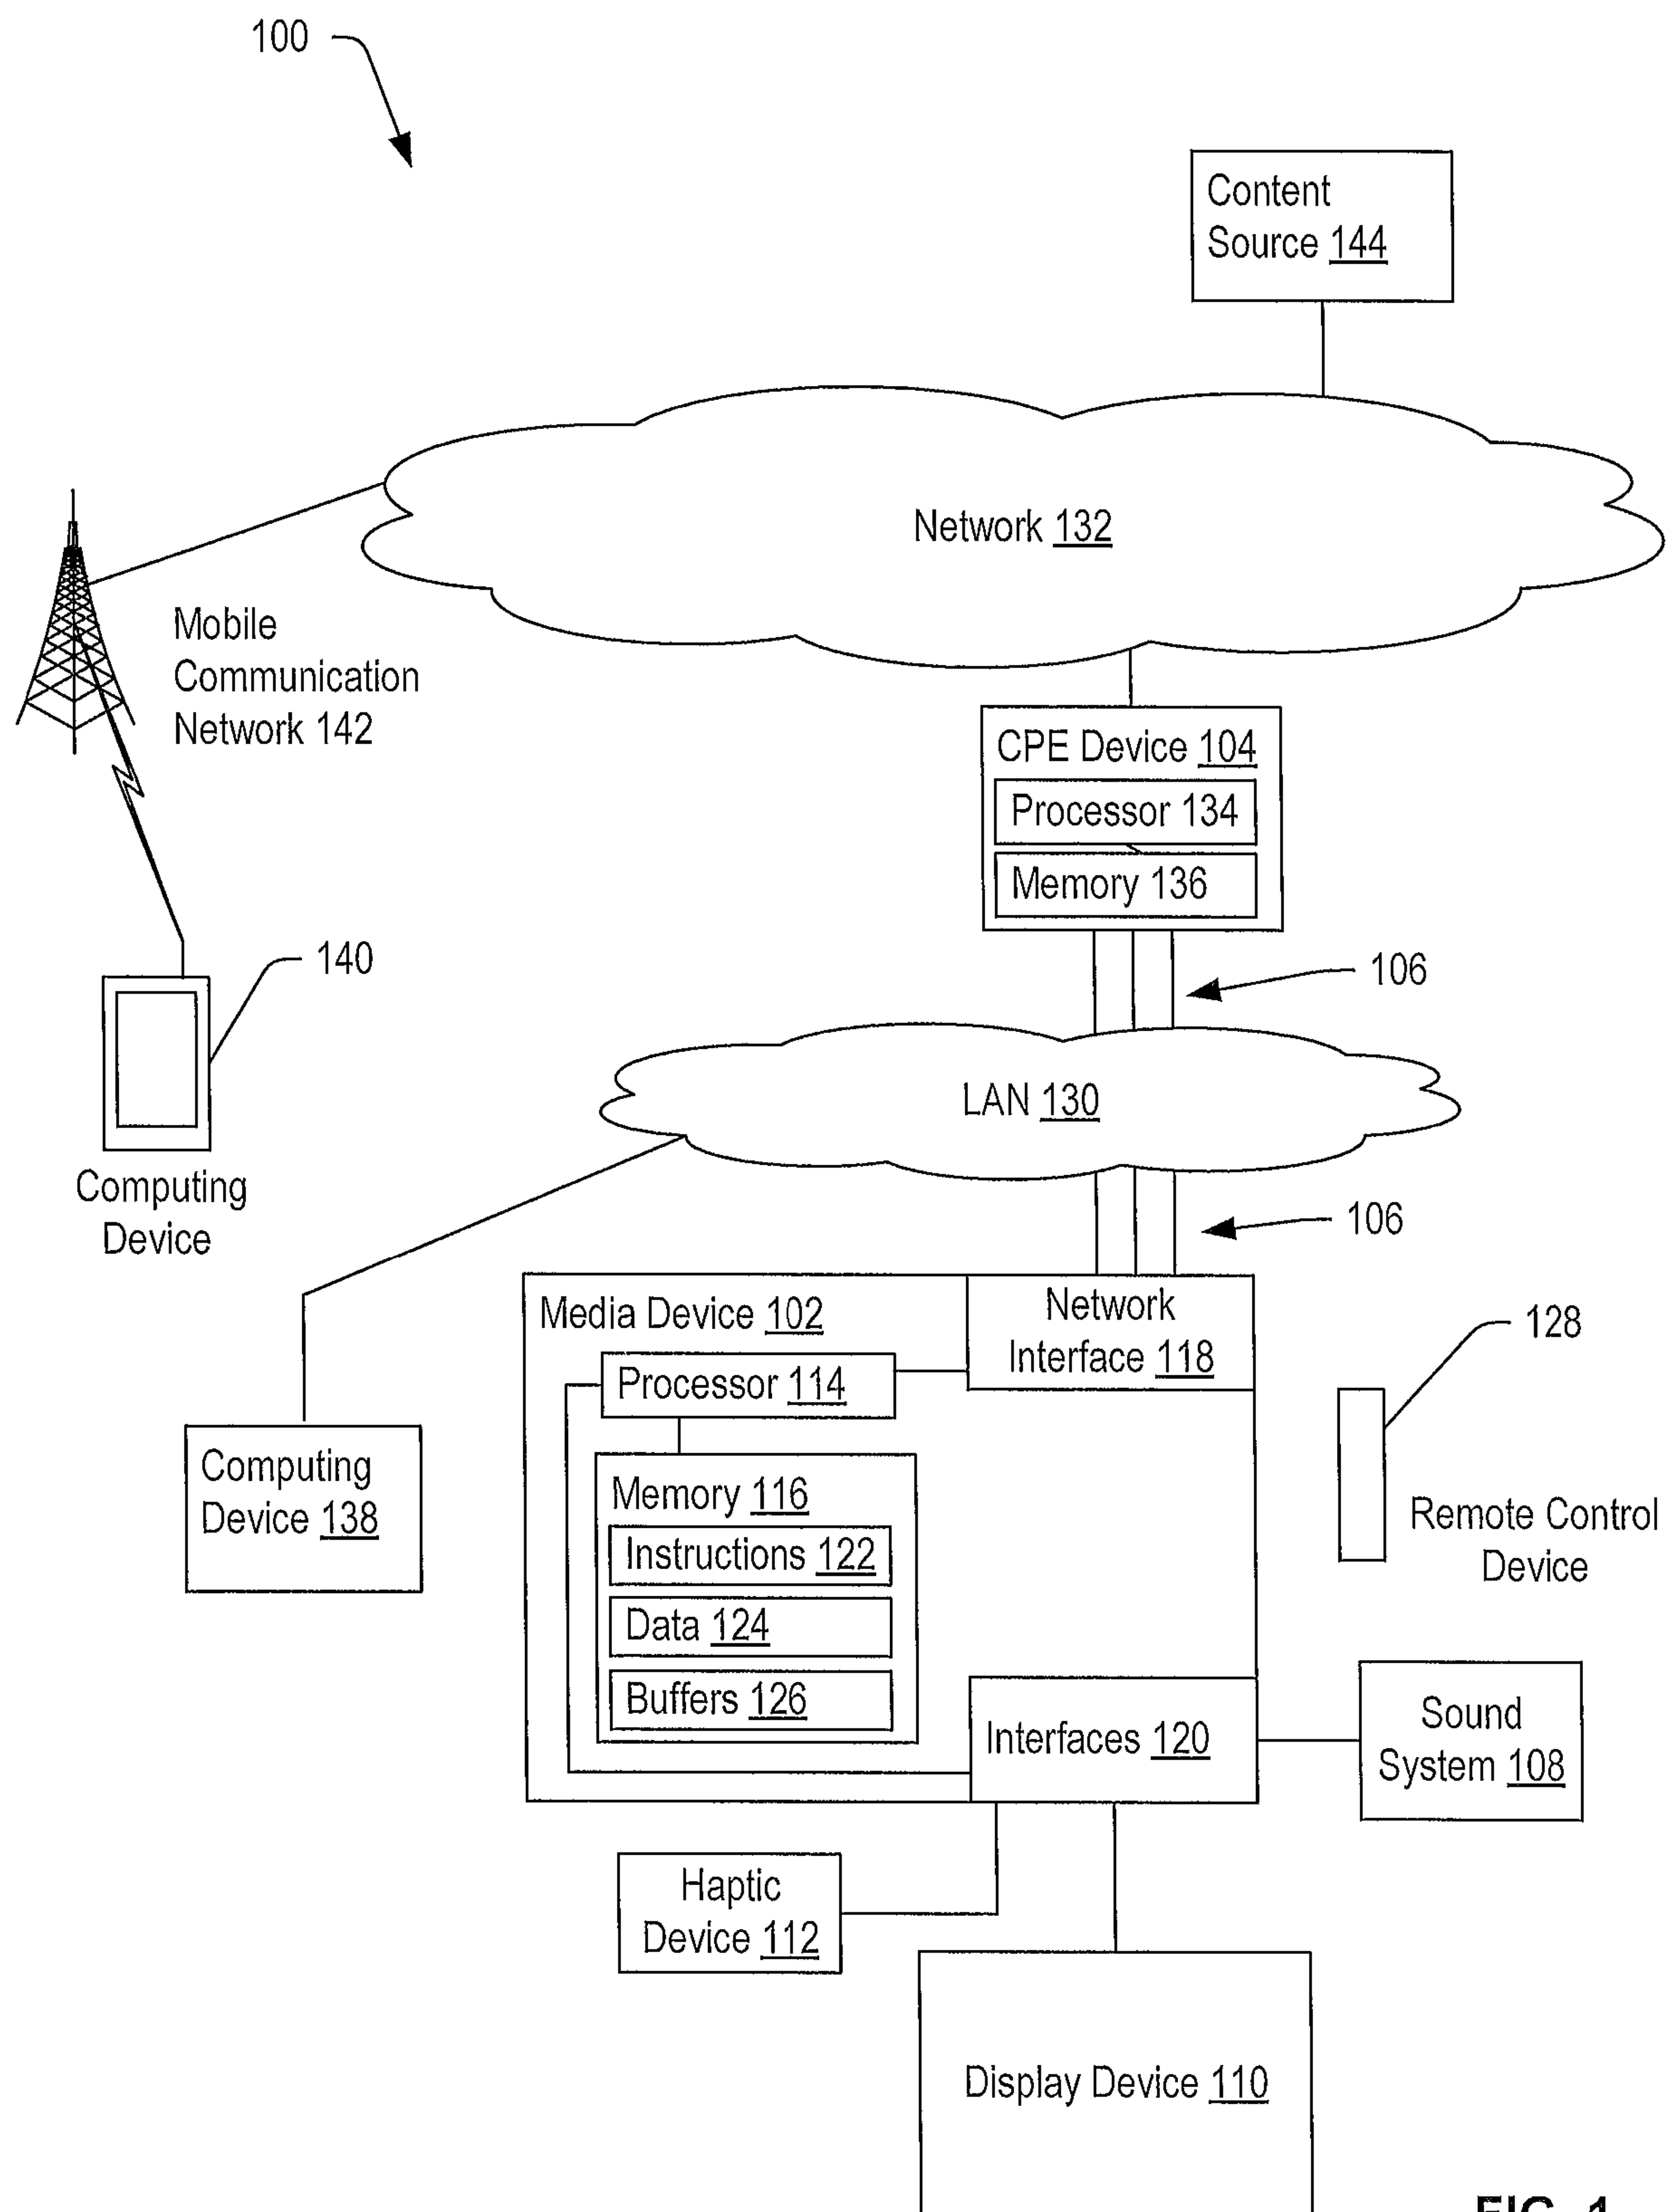 100
Content
Source 144
Network 132
Mobile
Communication
Network 142
CPE Device 104
Processor 134
Memory 136
140
106
LAN 130
Computing
Device
106
Media Device 102
Network
Interface 118
128
Processor 114
Computing
Device 138
Memory 116
Instructions 122
Data 124
Buffers 126
Remote Control
Device
Interfaces 120
Sound
System 108
Haptic
Device 112
Display Device 110
FIG. 1